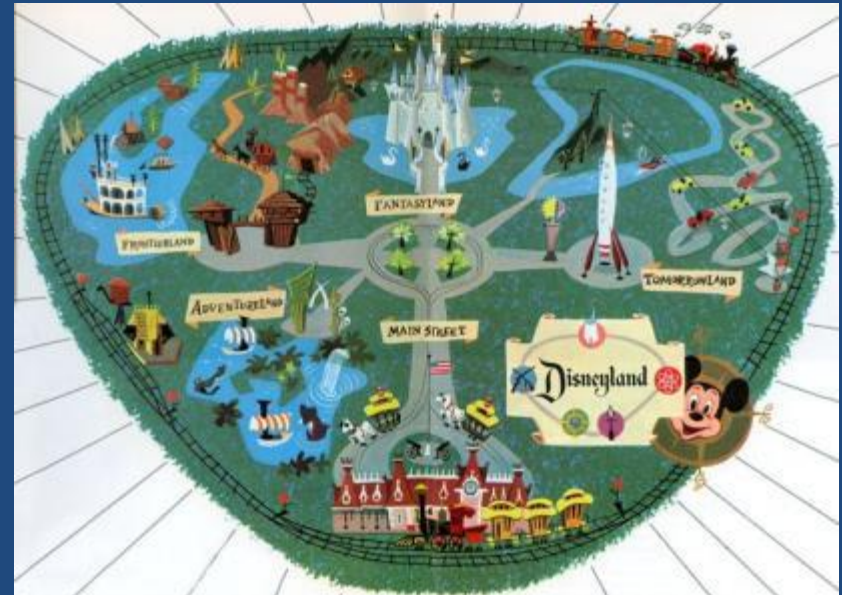 FANTASYLAND
FRONTIERLAND
TOMORROWLAND
ADVENTURELAND
MAIN STREET
Disneyland